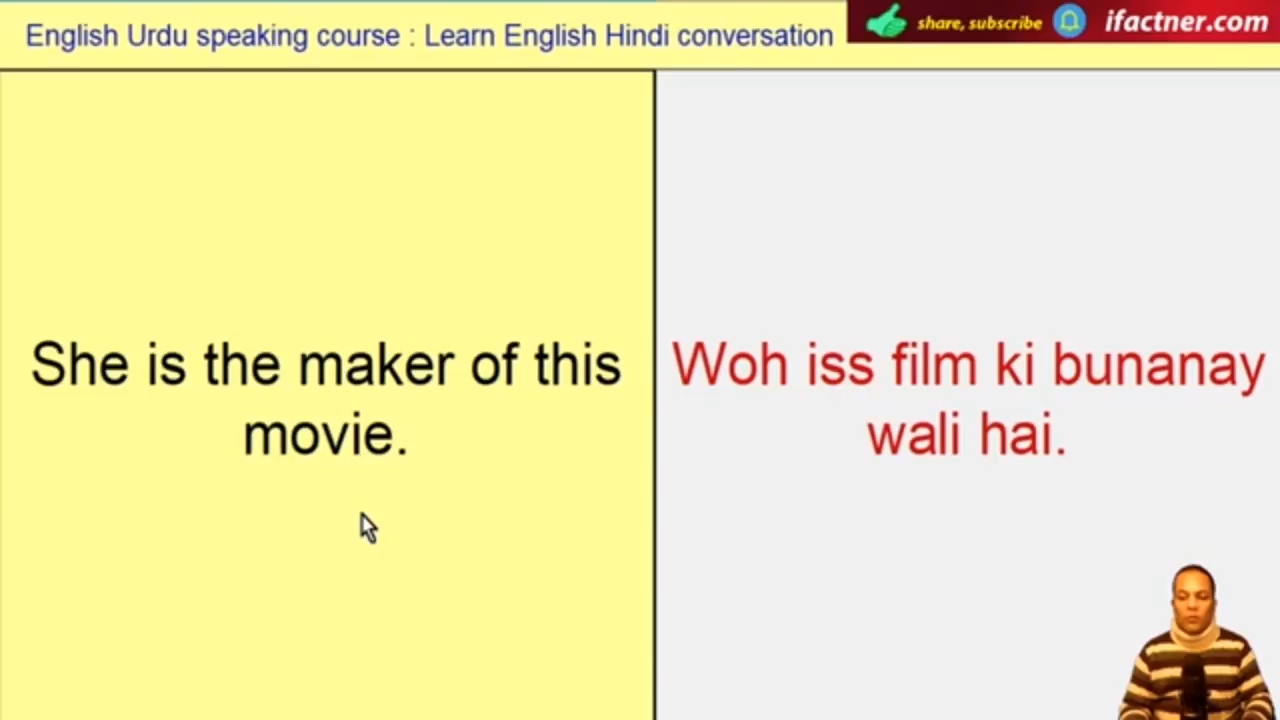 English Urdu speaking course : Learn English Hindi conversation
share, subscribe
ifactner.com
She is the maker of this
movie.
Woh iss film ki bunanay
wali hai.